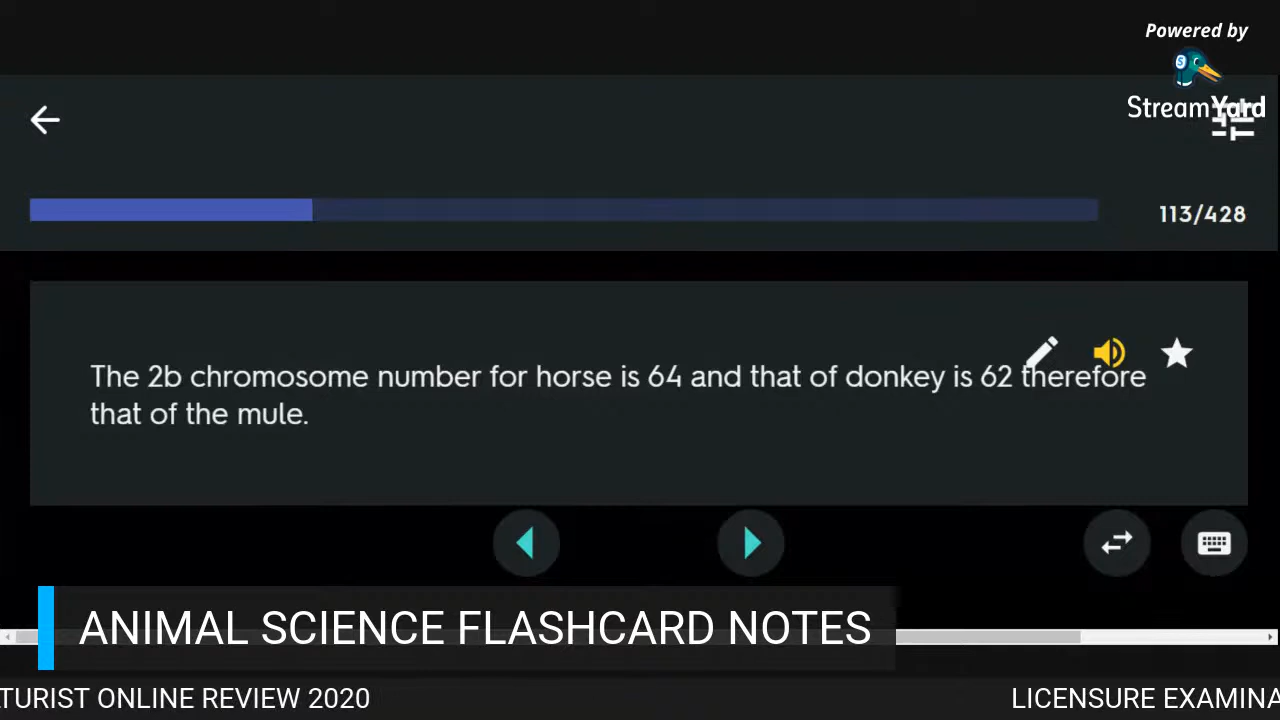 Powered by
StreamYard
113/428
The 2b chromosome number for horse is 64 and that of donkey is 62 therefore
that of the mule.
ANIMAL SCIENCE FLASHCARD NOTES
TURIST ONLINE REVIEW 2020
LICENSURE EXAMINA